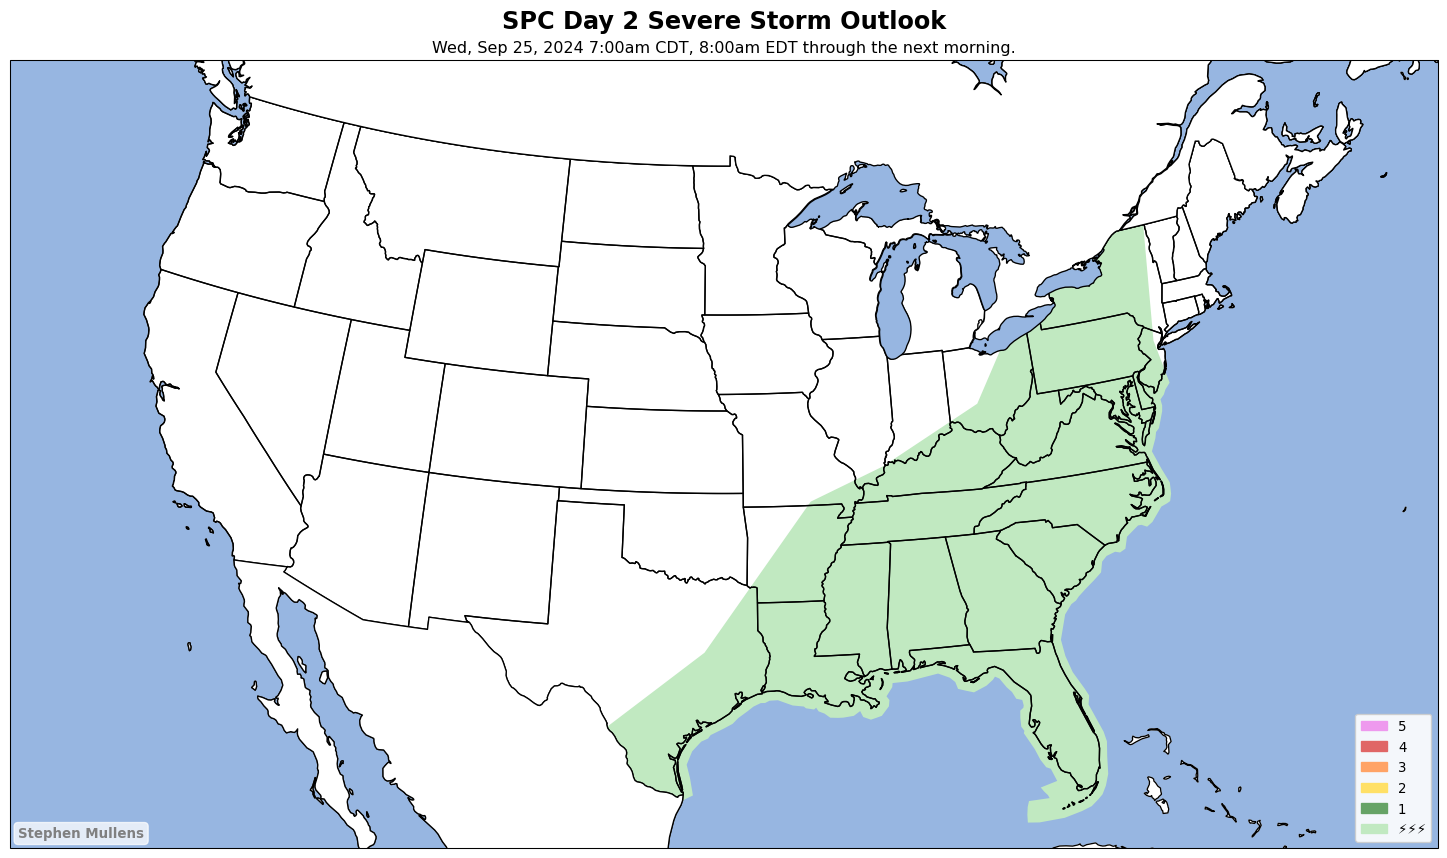 SPC Day 2 Severe Storm Outlook
Wed, Sep 25, 2024 7:00am CDT, 8:00am EDT through the next morning.
5
4
3
2
1
⚡⚡⚡
Stephen Mullens